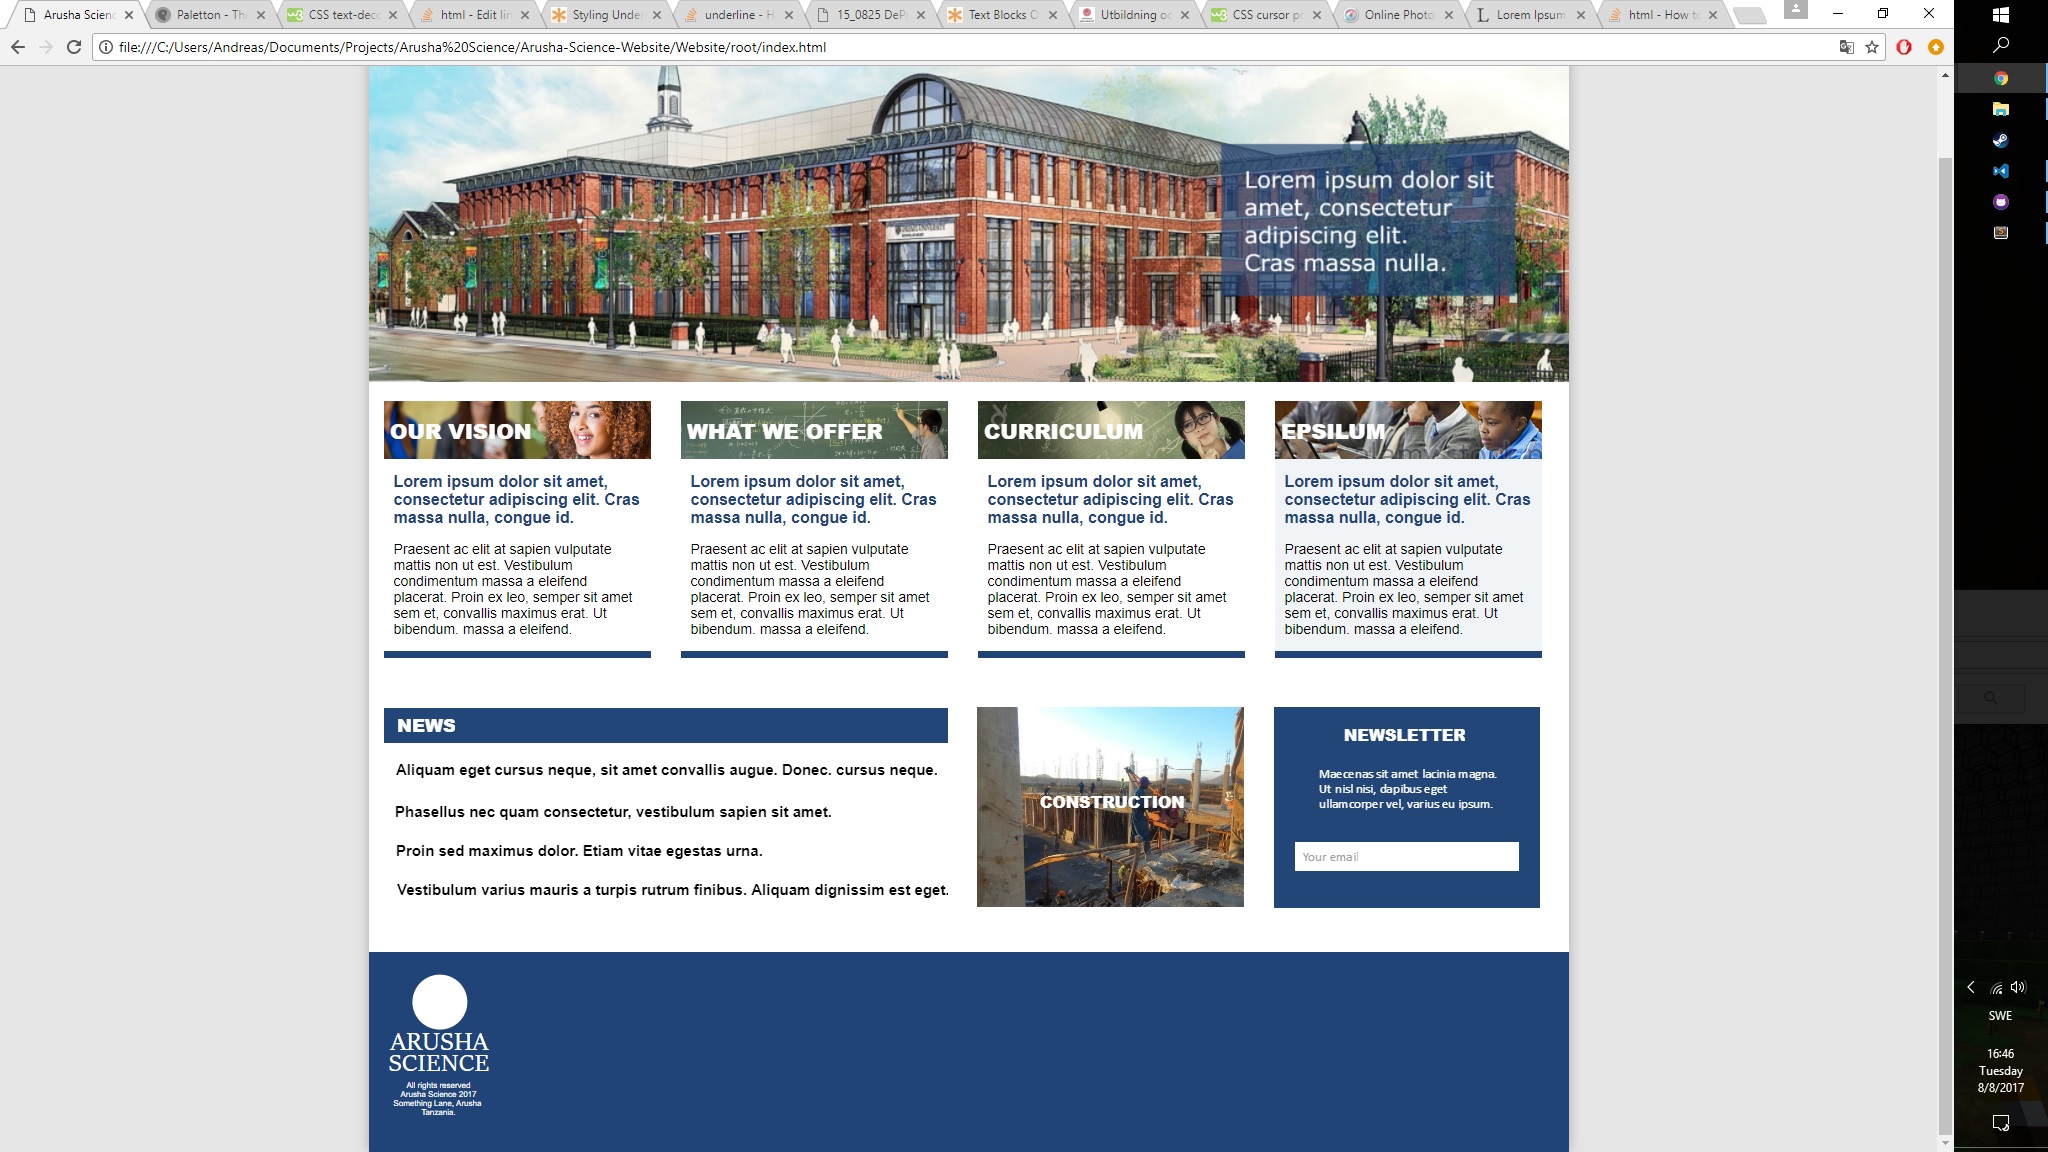 Arusha Scienc
Paletton - The
CSS text-deco
html - Edit lin
Styling Under
underline - H
15_0825 DeP
Text Blocks O
Utbildning oc
CSS cursor pr
Online Photo
Lorem Ipsum
html - How to
file:///C:/Users/Andreas/Documents/Projects/Arusha%20Science/Arusha-Science-Website/Website/root/index.html
Lorem ipsum dolor sit
amet, consectetur
adipiscing elit.
Cras massa nulla.
OUR VISION
Lorem ipsum dolor sit amet,
consectetur adipiscing elit. Cras
massa nulla, congue id.
Praesent ac elit at sapien vulputate
mattis non ut est. Vestibulum
condimentum massa a eleifend
placerat. Proin ex leo, semper sit amet
sem et, convallis maximus erat. Ut
bibendum. massa a eleifend.
WHAT WE OFFER
Lorem ipsum dolor sit amet,
consectetur adipiscing elit. Cras
massa nulla, congue id.
Praesent ac elit at sapien vulputate
mattis non ut est. Vestibulum
condimentum massa a eleifend
placerat. Proin ex leo, semper sit amet
sem et, convallis maximus erat. Ut
bibendum. massa a eleifend.
CURRICULUM
Lorem ipsum dolor sit amet,
consectetur adipiscing elit. Cras
massa nulla, congue id.
Praesent ac elit at sapien vulputate
mattis non ut est. Vestibulum
condimentum massa a eleifend
placerat. Proin ex leo, semper sit amet
sem et, convallis maximus erat. Ut
bibendum. massa a eleifend.
EPSILUM
Lorem ipsum dolor sit amet,
consectetur adipiscing elit. Cras
massa nulla, congue id.
Praesent ac elit at sapien vulputate
mattis non ut est. Vestibulum
condimentum massa a eleifend
placerat. Proin ex leo, semper sit amet
sem et, convallis maximus erat. Ut
bibendum. massa a eleifend.
NEWS
Aliquam eget cursus neque, sit amet convallis augue. Donec. cursus neque.
Phasellus nec quam consectetur, vestibulum sapien sit amet.
Proin sed maximus dolor. Etiam vitae egestas urna.
Vestibulum varius mauris a turpis rutrum finibus. Aliquam dignissim est eget.
CONSTRUCTION
NEWSLETTER
Maecenas sit amet lacinia magna.
Ut nisl nisi, dapibus eget
ullamcorper vel, varius eu ipsum.
Your email
ARUSHA
SCIENCE
All rights reserved
Arusha Science 2017
Something Lane, Arusha
Tanzania.
SWE
16:46
Tuesday
8/8/2017